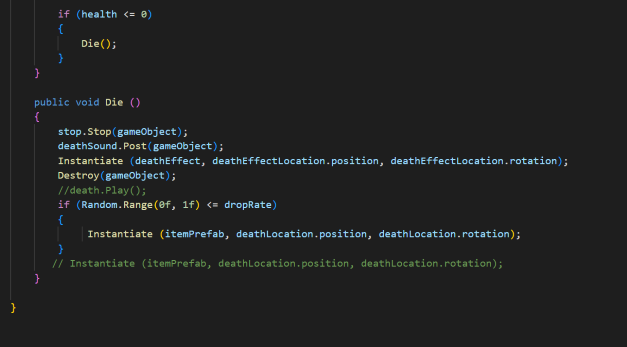 if (health <= 0)
{
Die();
}
}
public void Die ()
{
stop.Stop(gameObject);
deathSound.Post(gameObject);
Instantiate (deathEffect, deathEffectLocation.position, deathEffectLocation.rotation);
Destroy(gameObject);
//death.Play();
if (Random.Range(0f, 1f) <= dropRate)
{
Instantiate (itemPrefab, deathLocation.position, deathLocation.rotation);
}
// Instantiate (itemPrefab, deathLocation.position, deathLocation.rotation);
}
}